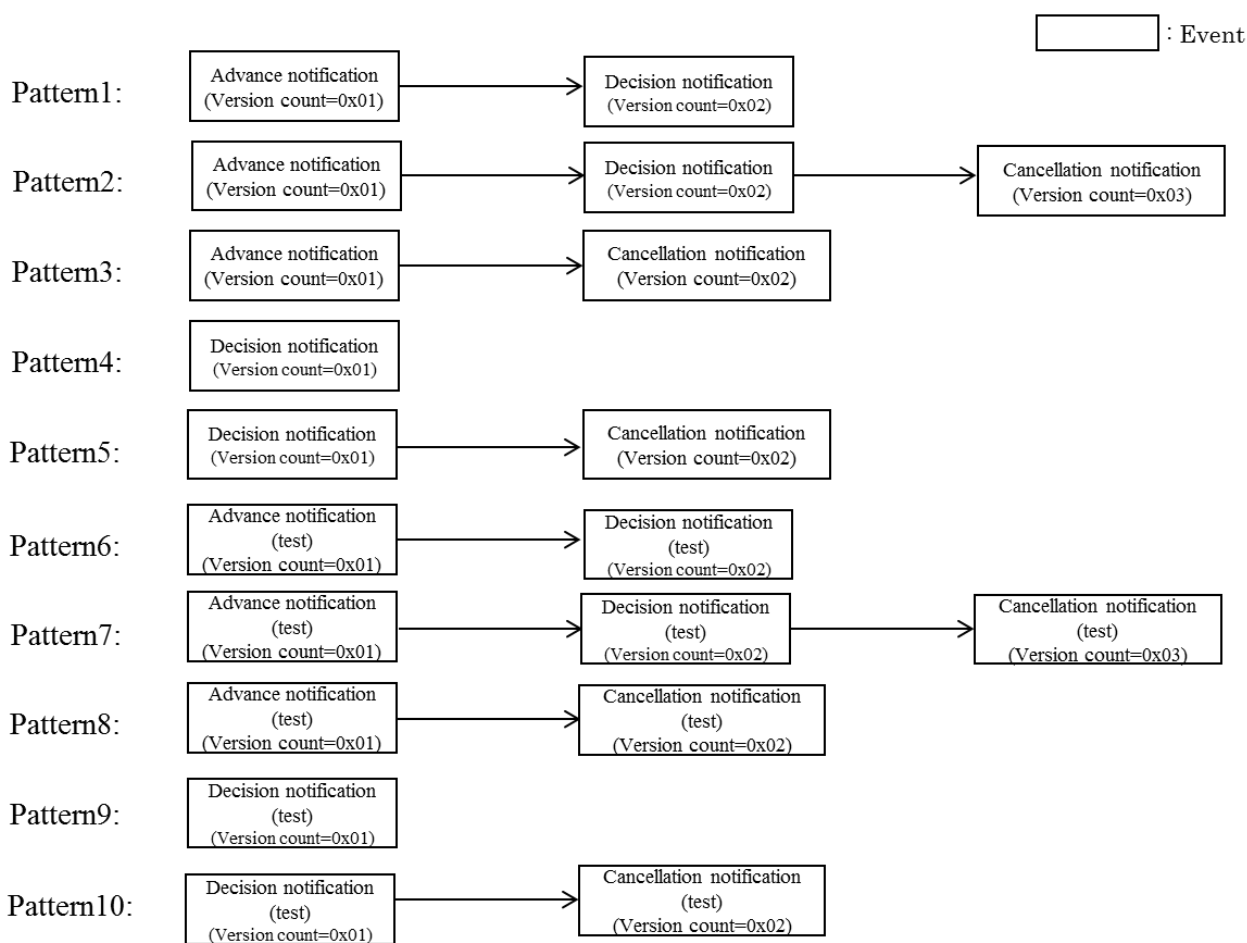 : Event
Pattern1:
Advance notification
(Version count=0x01)
Decision notification
(Version count=0x02)
Pattern2:
Advance notification
(Version count=0x01)
Decision notification
(Version count=0x02)
Cancellation notification
(Version count=0x03)
Pattern3:
Advance notification
(Version count=0x01)
Cancellation notification
(Version count=0x02)
Pattern4:
Decision notification
(Version count=0x01)
Pattern5:
Decision notification
(Version count=0x01)
Cancellation notification
(Version count=0x02)
Pattern6:
Advance notification
(test)
(Version count=0x01)
Decision notification
(test)
(Version count=0x02)
Pattern7:
Advance notification
(test)
(Version count=0x01)
Decision notification
(test)
(Version count=0x02)
Cancellation notification
(test)
(Version count=0x03)
Pattern8:
Advance notification
(test)
(Version count=0x01)
Cancellation notification
(test)
(Version count=0x02)
Pattern9:
Decision notification
(test)
(Version count=0x01)
Pattern10:
Decision notification
(test)
(Version count=0x01)
Cancellation notification
(test)
(Version count=0x02)